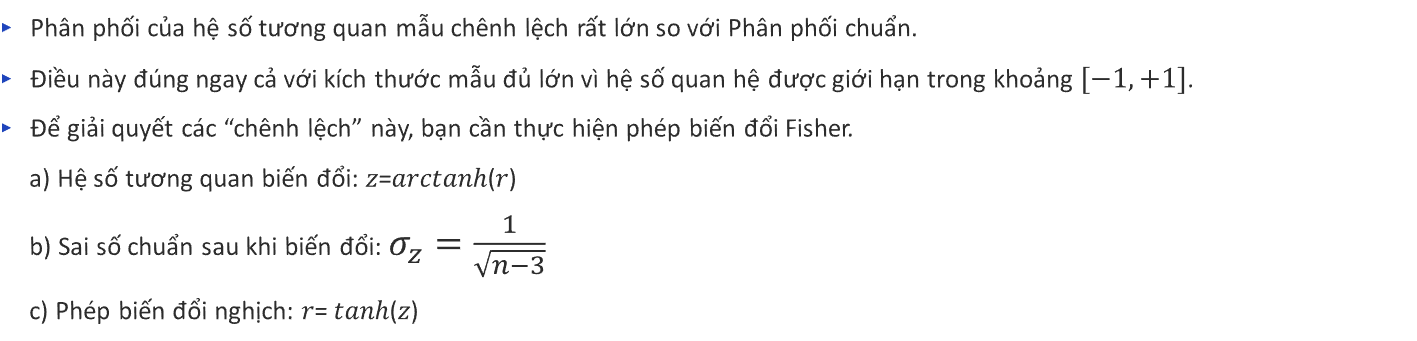 ▸ Phân phối của hệ số tương quan mẫu chênh lệch rất lớn so với Phân phối chuẩn.
▸ Điều này đúng ngay cả với kích thước mẫu đủ lớn vì hệ số quan hệ được giới hạn trong khoảng [−1, +1].
▸ Để giải quyết các “chênh lệch” này, bạn cần thực hiện phép biến đổi Fisher.
a) Hệ số tương quan biến đổi: z=arctanh(r)
b) Sai số chuẩn sau khi biến đổi: σ_z = 1/√(n−3)
c) Phép biến đổi nghịch: r= tanh(z)